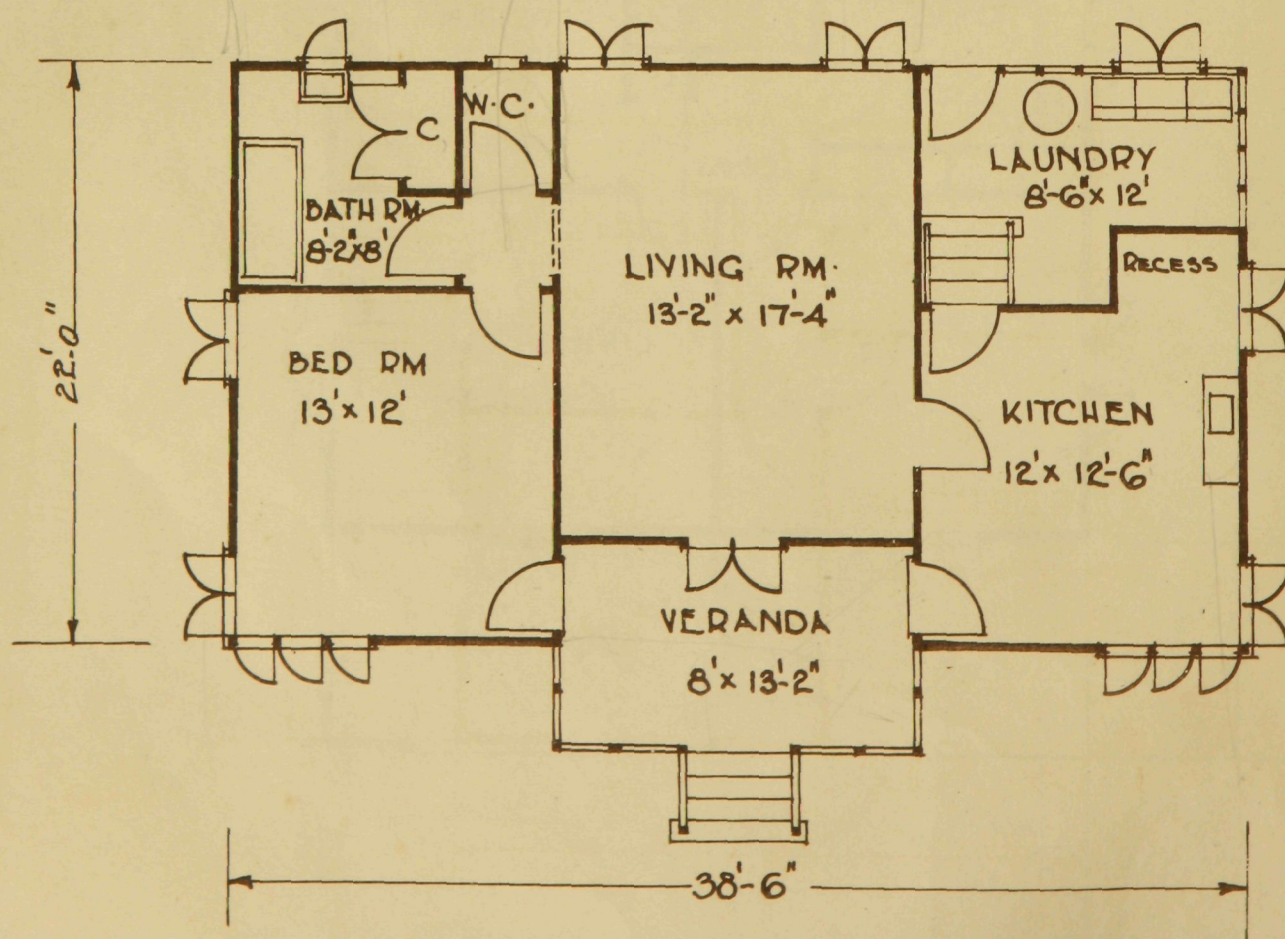 W.C.
C
BATH RM.
8'-2"x8'
LIVING RM.
13'-2" x 17'-4"
LAUNDRY
8'-6" x 12'
RECESS
22'-0"
BED RM
13' x 12'
KITCHEN
12' x 12'-6"
VERANDA
8' x 13'-2"
38'-6"